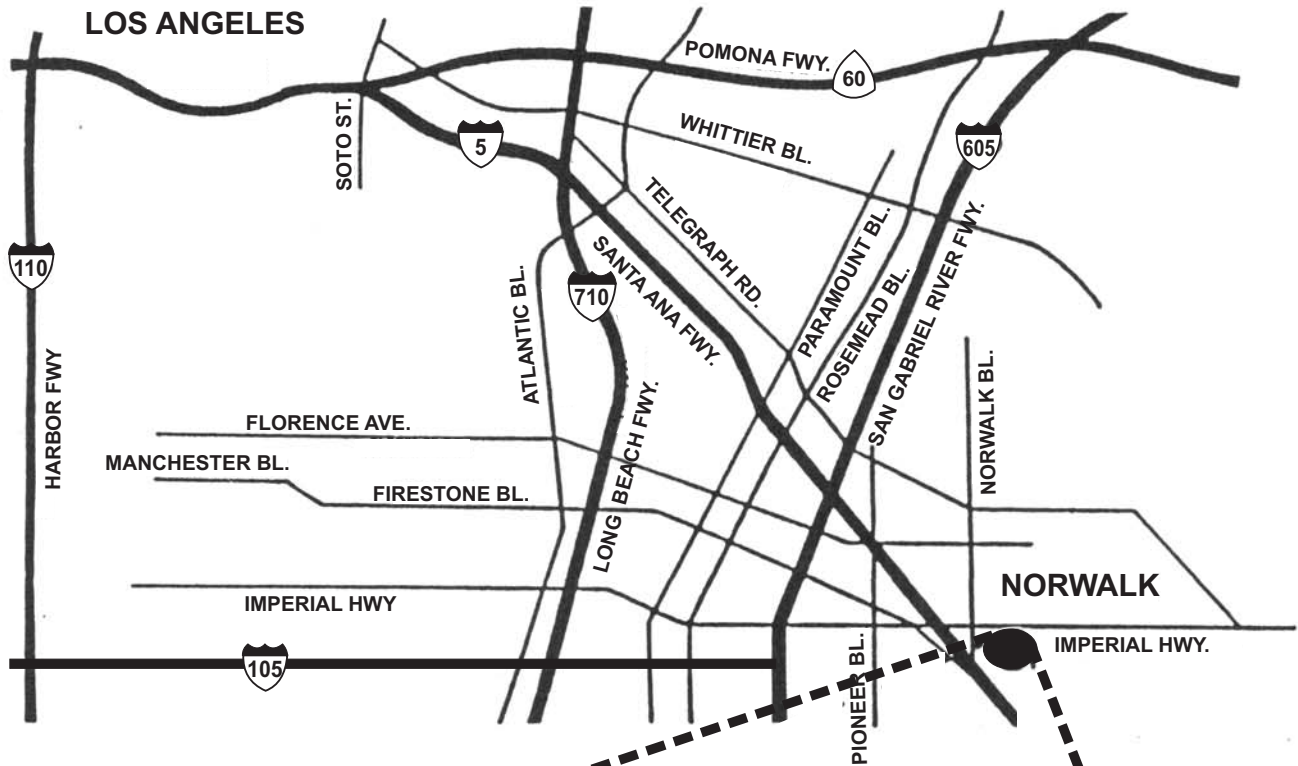 LOS ANGELES
POMONA FWY.
60
SOTO ST.
5
WHITTIER BL.
605
TELEGRAPH RD.
PARAMOUNT BL.
ROSEMEAD BL.
SAN GABRIEL RIVER FWY.
110
SANTA ANA FWY.
710
ATLANTIC BL.
HARBOR FWY
LONG BEACH FWY.
NORWALK BL.
FLORENCE AVE.
MANCHESTER BL.
FIRESTONE BL.
NORWALK
IMPERIAL HWY
IMPERIAL HWY.
105
PIONEER BL.